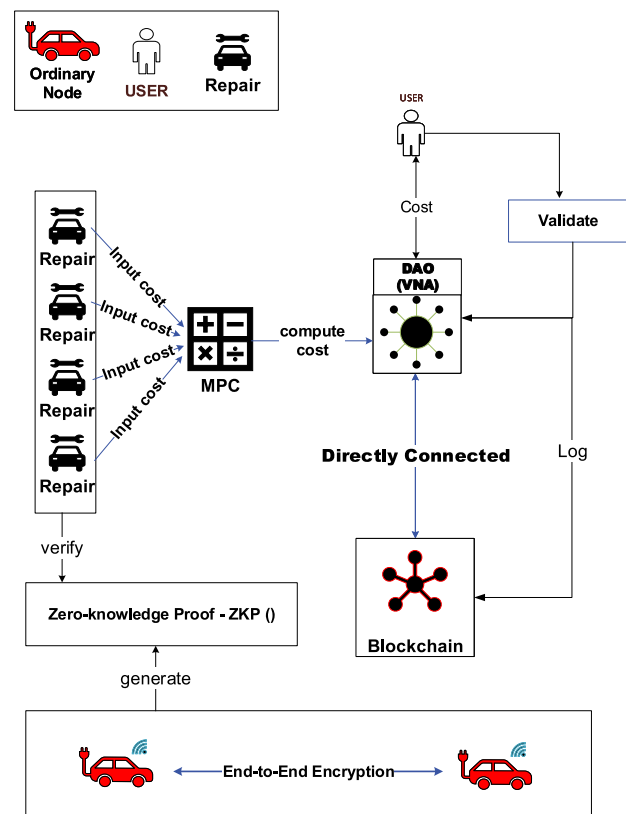 Ordinary
Node
USER
Repair
USER
Cost
Validate
DAO
(VNA)
Repair
Repair
Repair
Repair
Input cost
Input cost
Input cost
Input cost
MPC
compute
cost
Directly Connected
Log
Blockchain
verify
Zero-knowledge Proof - ZKP ()
generate
End-to-End Encryption